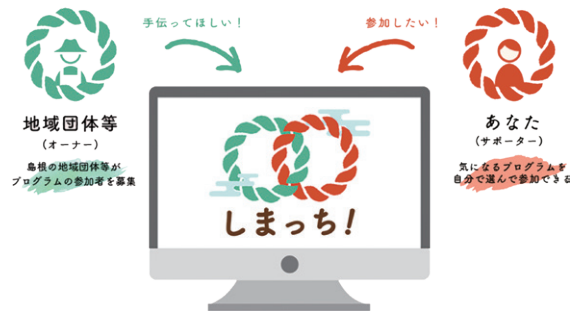 手伝ってほしい！
参加したい！
地域団体等
（オーナー）
島根の地域団体等が
プログラムの参加者を募集
しまっち！
あなた
（サポーター）
気になるプログラムを
自分で選んで参加できる